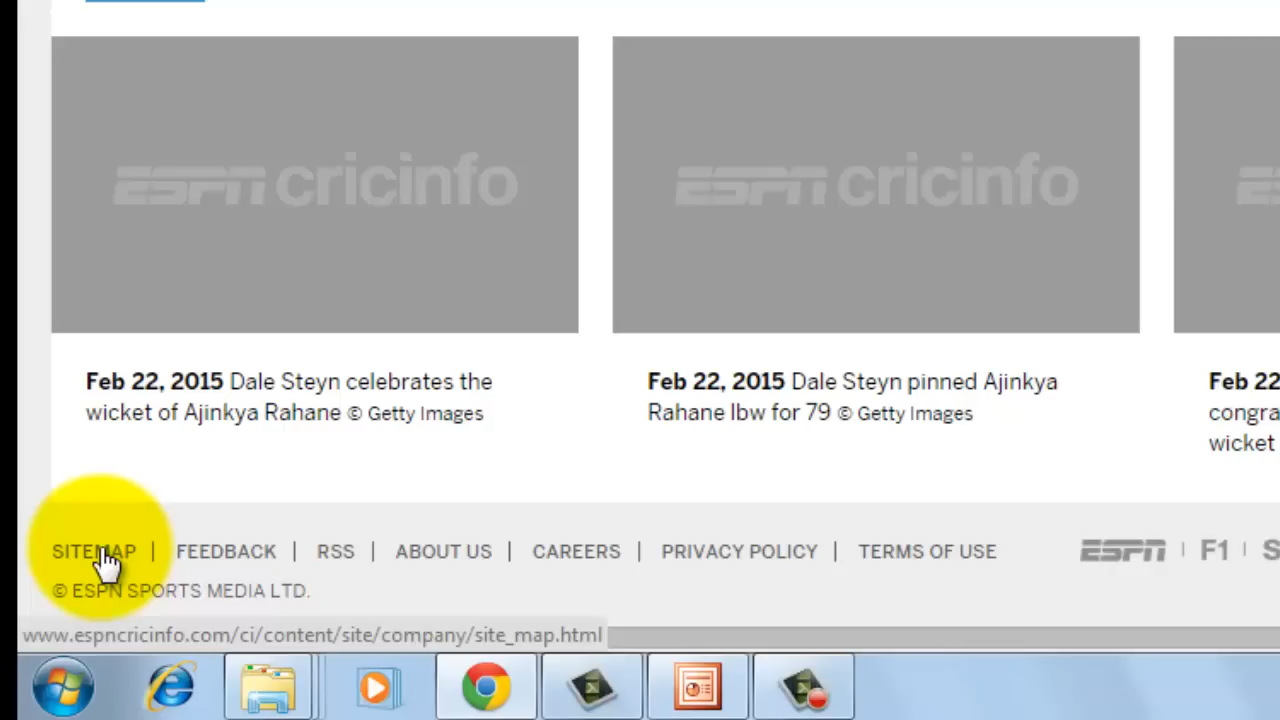 ESPN cricinfo ESPN cricinfo
Feb 22, 2015 Dale Steyn celebrates the
wicket of Ajinkya Rahane © Getty Images
Feb 22, 2015 Dale Steyn pinned Ajinkya
Rahane lbw for 79 © Getty Images
Feb 22
congra
wicket
SITEMAP | FEEDBACK | RSS | ABOUT US | CAREERS | PRIVACY POLICY | TERMS OF USE ESPN | F1 | S
© ESPN SPORTS MEDIA LTD.
www.espncricinfo.com/ci/content/site/company/site_map.html